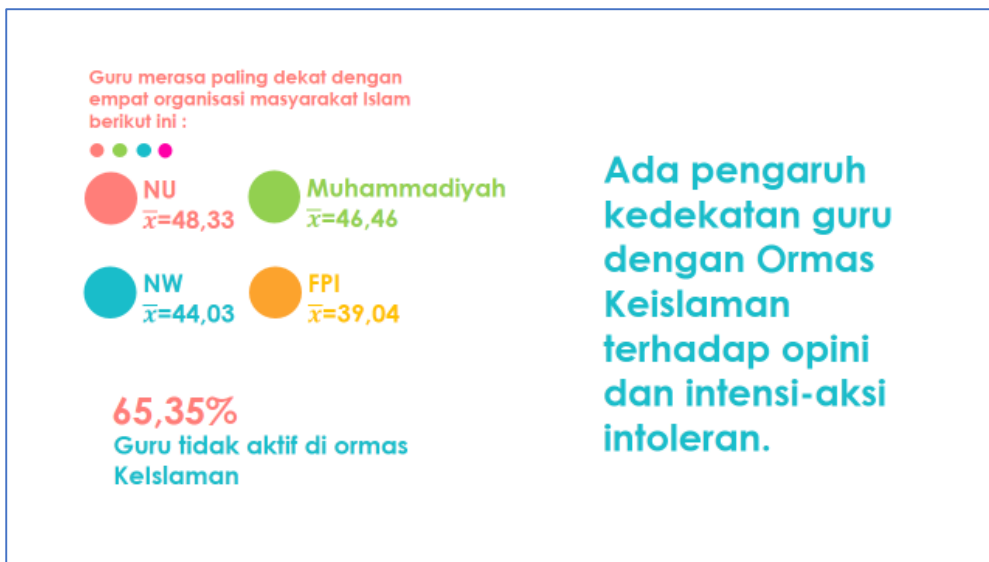 Guru merasa paling dekat dengan
empat organisasi masyarakat Islam
berikut ini :
NU
x̅=48,33
Muhammadiyah
x̅=46,46
NW
x̅=44,03
FPI
x̅=39,04
65,35%
Guru tidak aktif di ormas
KeIslaman
Ada pengaruh
kedekatan guru
dengan Ormas
Keislaman
terhadap opini
dan intensi-aksi
intoleran.